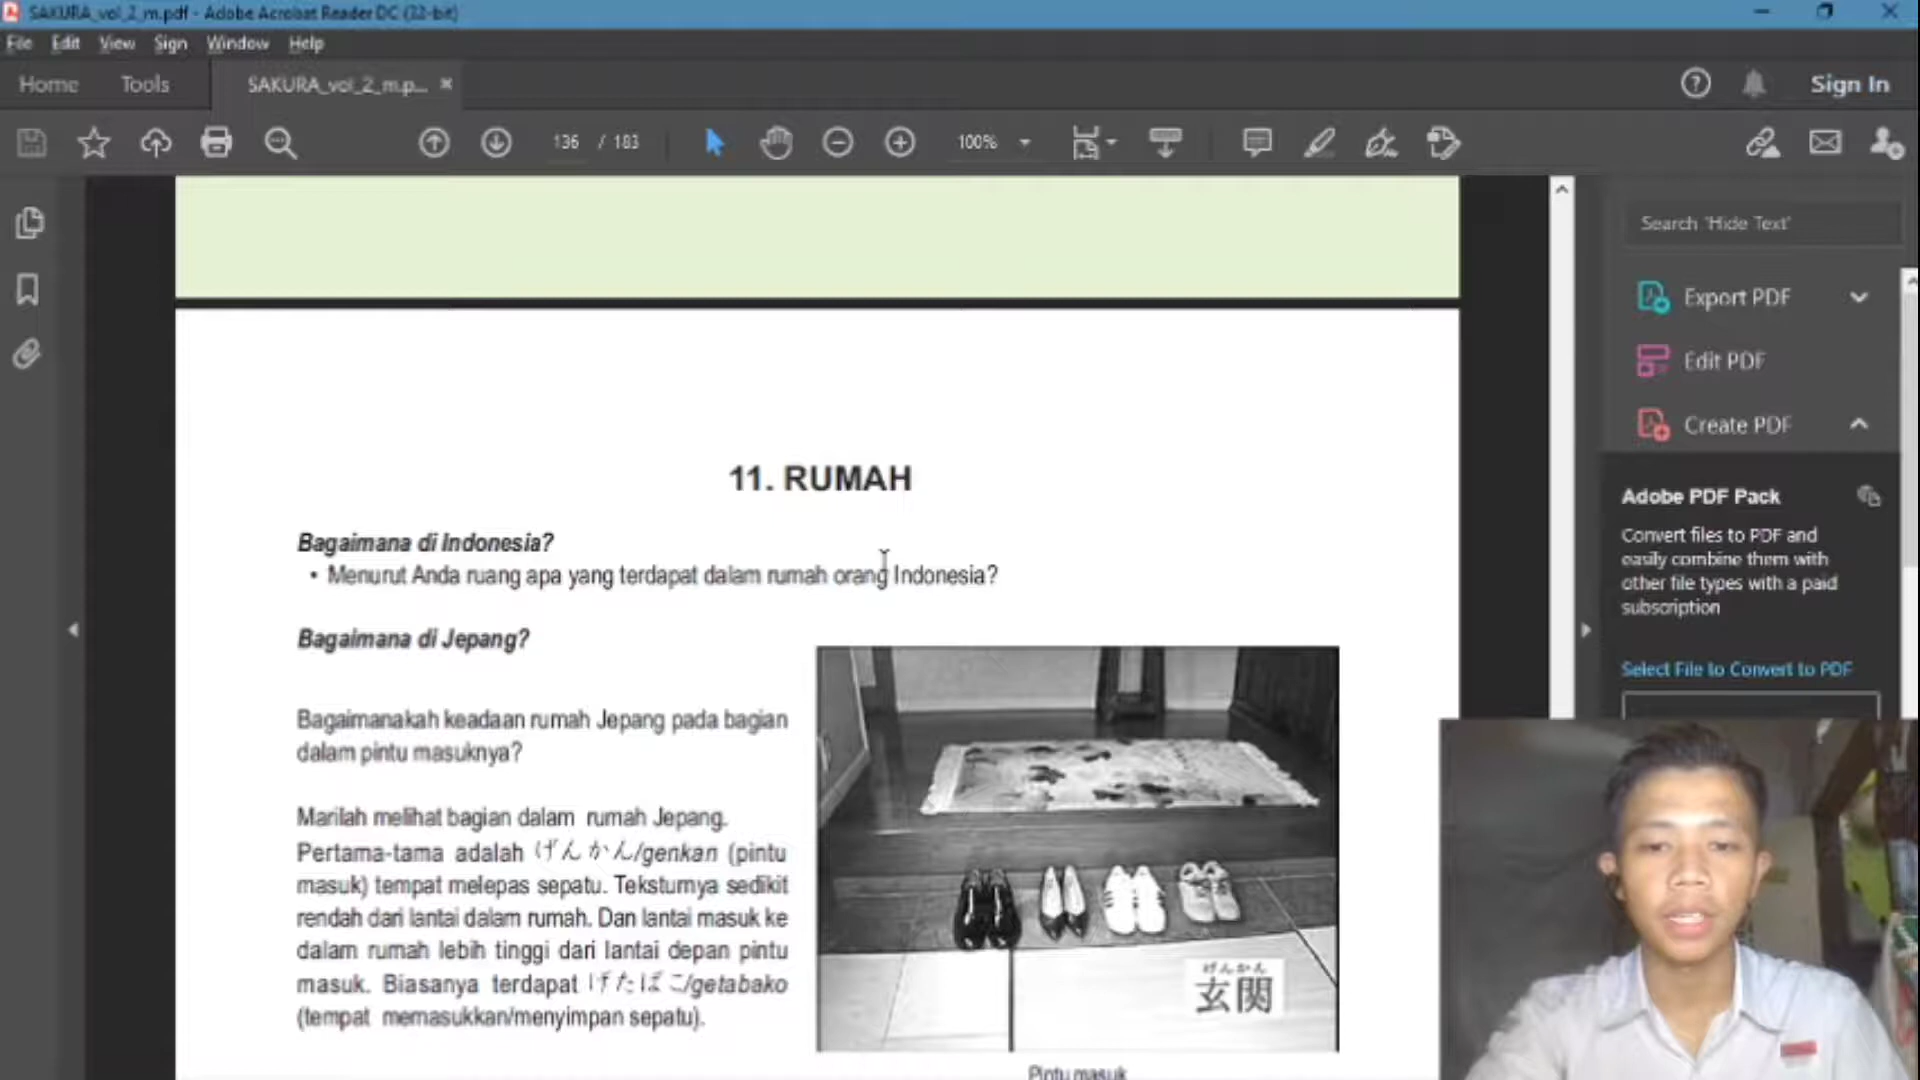 SAKURA_vol_2_m.pdf - Adobe Acrobat Reader DC (32-bit)
File Edit View Sign Window Help
Home Tools SAKURA_vol_2_m.p... × Sign In
136 / 183 100%
Search 'Hide Text'
Export PDF
Edit PDF
Create PDF
Adobe PDF Pack
Convert files to PDF and
easily combine them with
other file types with a paid
subscription
Select File to Convert to PDF
11. RUMAH
Bagaimana di Indonesia?
• Menurut Anda ruang apa yang terdapat dalam rumah orang Indonesia?
Bagaimana di Jepang?
Bagaimanakah keadaan rumah Jepang pada bagian
dalam pintu masuknya?
Marilah melihat bagian dalam rumah Jepang.
Pertama-tama adalah げんかん/genkan (pintu
masuk) tempat melepas sepatu. Teksturnya sedikit
rendah dari lantai dalam rumah. Dan lantai masuk ke
dalam rumah lebih tinggi dari lantai depan pintu
masuk. Biasanya terdapat げたばこ/getabako
(tempat memasukkan/menyimpan sepatu).
げんかん
玄関
Pintu masuk